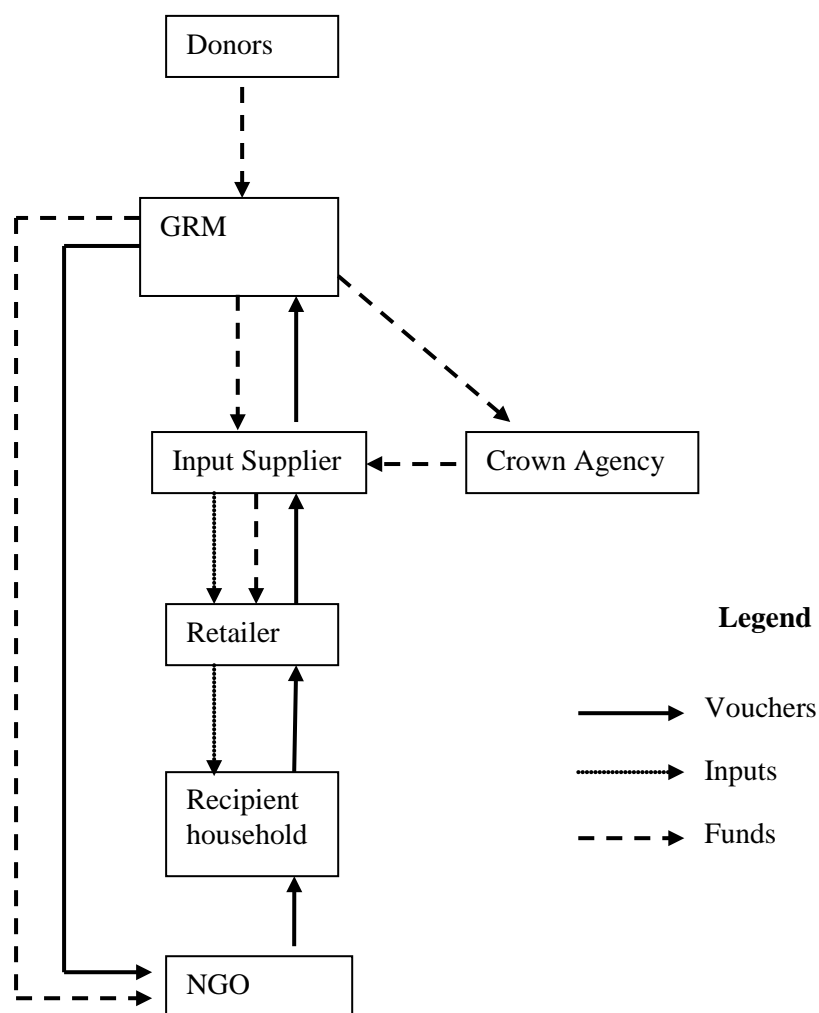 Donors
GRM
Input Supplier
Crown Agency
Retailer
Legend
Vouchers
Inputs
Recipient
household
Funds
NGO